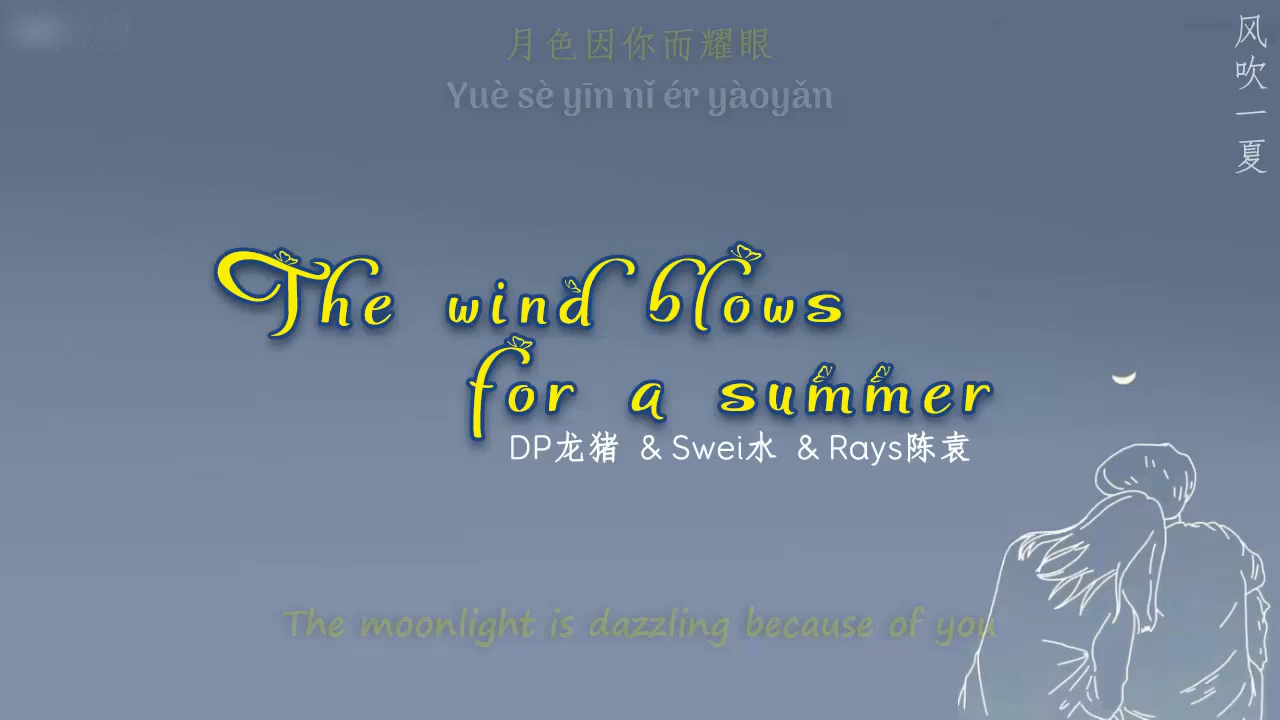 月色因你而耀眼
Yuè sè yīn nǐ ér yàoyǎn
风吹一夏
The wind blows
for a summer
DP龙猪 & Swei水 & Rays陈袁
The moonlight is dazzling because of you